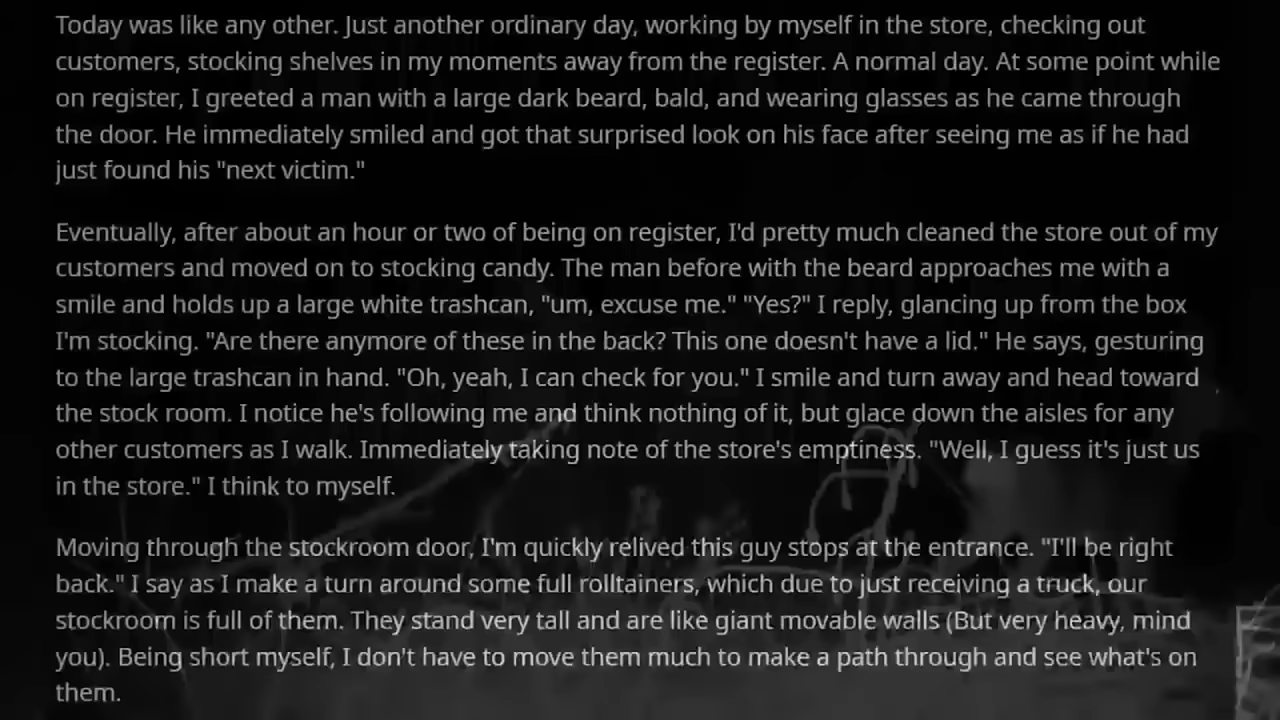 Today was like any other. Just another ordinary day, working by myself in the store, checking out
customers, stocking shelves in my moments away from the register. A normal day. At some point while
on register, I greeted a man with a large dark beard, bald, and wearing glasses as he came through
the door. He immediately smiled and got that surprised look on his face after seeing me as if he had
just found his "next victim."
Eventually, after about an hour or two of being on register, I'd pretty much cleaned the store out of my
customers and moved on to stocking candy. The man before with the beard approaches me with a
smile and holds up a large white trashcan, "um, excuse me." "Yes?" I reply, glancing up from the box
I'm stocking. "Are there anymore of these in the back? This one doesn't have a lid." He says, gesturing
to the large trashcan in hand. "Oh, yeah, I can check for you." I smile and turn away and head toward
the stock room. I notice he's following me and think nothing of it, but glace down the aisles for any
other customers as I walk. Immediately taking note of the store's emptiness. "Well, I guess it's just us
in the store." I think to myself.
Moving through the stockroom door, I'm quickly relived this guy stops at the entrance. "I'll be right
back." I say as I make a turn around some full rolltainers, which due to just receiving a truck, our
stockroom is full of them. They stand very tall and are like giant movable walls (But very heavy, mind
you). Being short myself, I don't have to move them much to make a path through and see what's on
them.